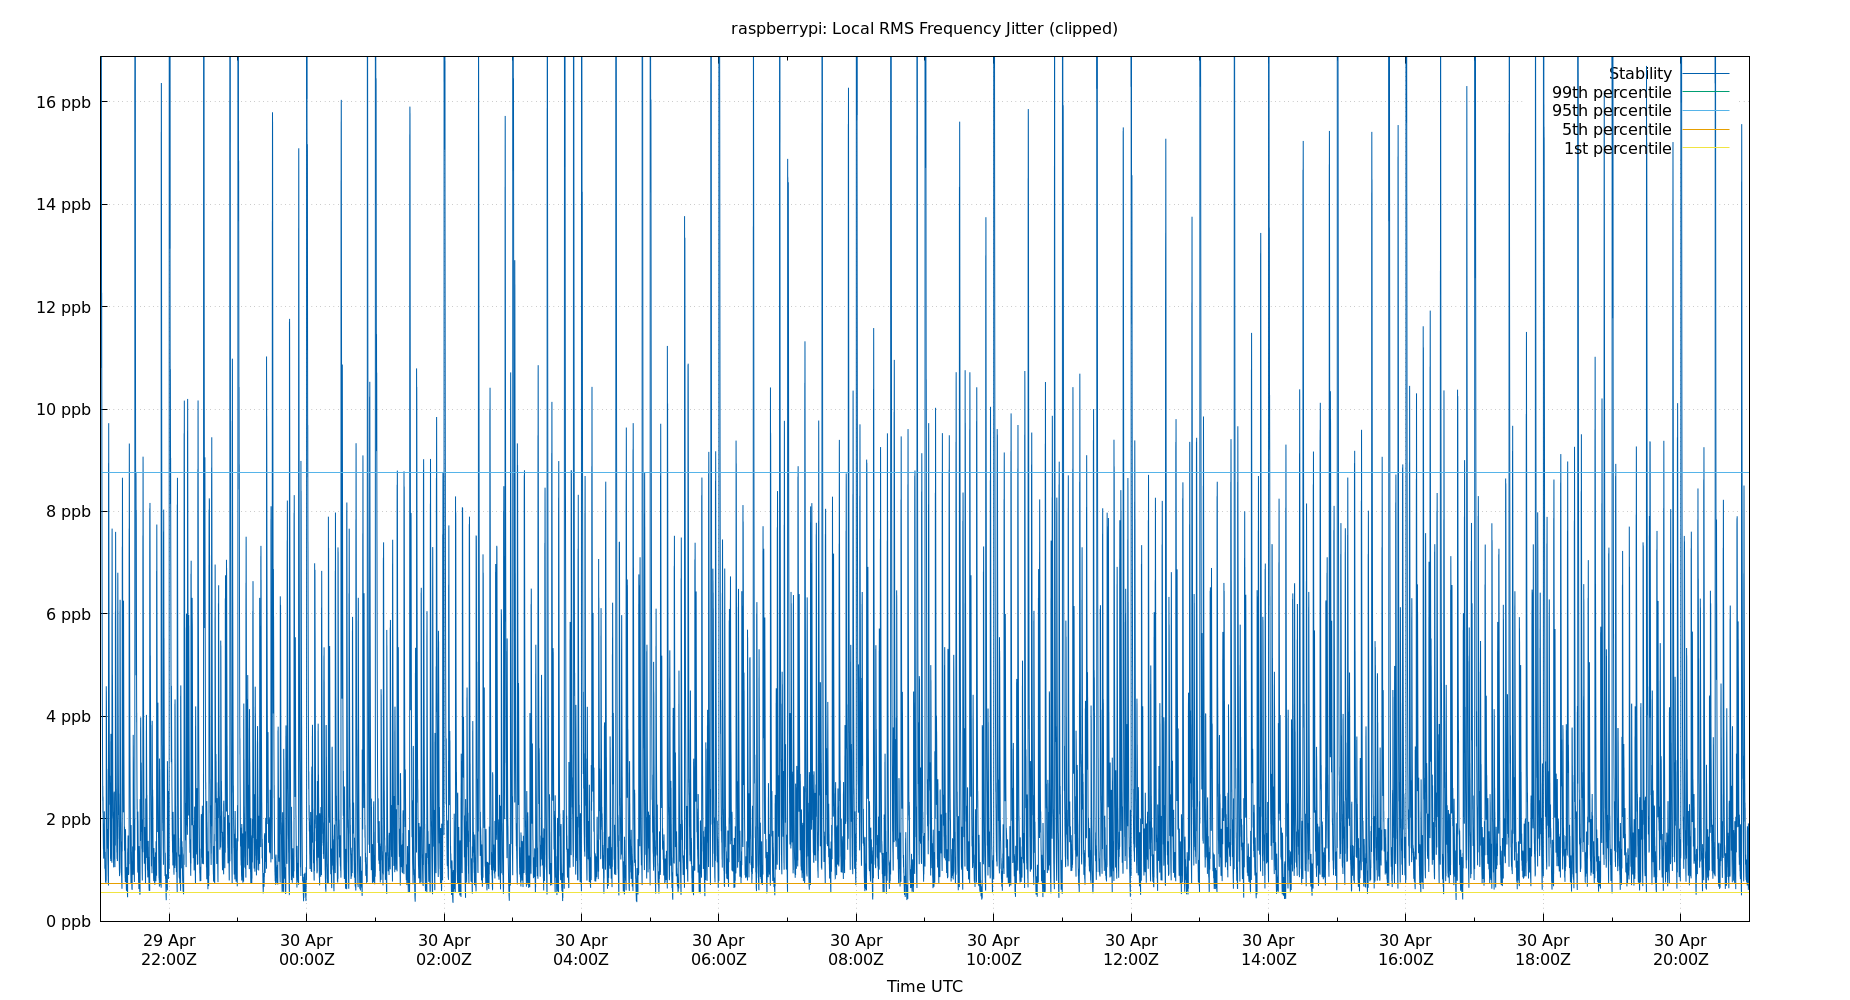 raspberrypi: Local RMS Frequency Jitter (clipped)
Stability
99th percentile
95th percentile
5th percentile
1st percentile
16 ppb
14 ppb
12 ppb
10 ppb
8 ppb
6 ppb
4 ppb
2 ppb
0 ppb
29 Apr 30 Apr 30 Apr 30 Apr 30 Apr 30 Apr 30 Apr 30 Apr 30 Apr 30 Apr 30 Apr 30 Apr
22:00Z 00:00Z 02:00Z 04:00Z 06:00Z 08:00Z 10:00Z 12:00Z 14:00Z 16:00Z 18:00Z 20:00Z
Time UTC